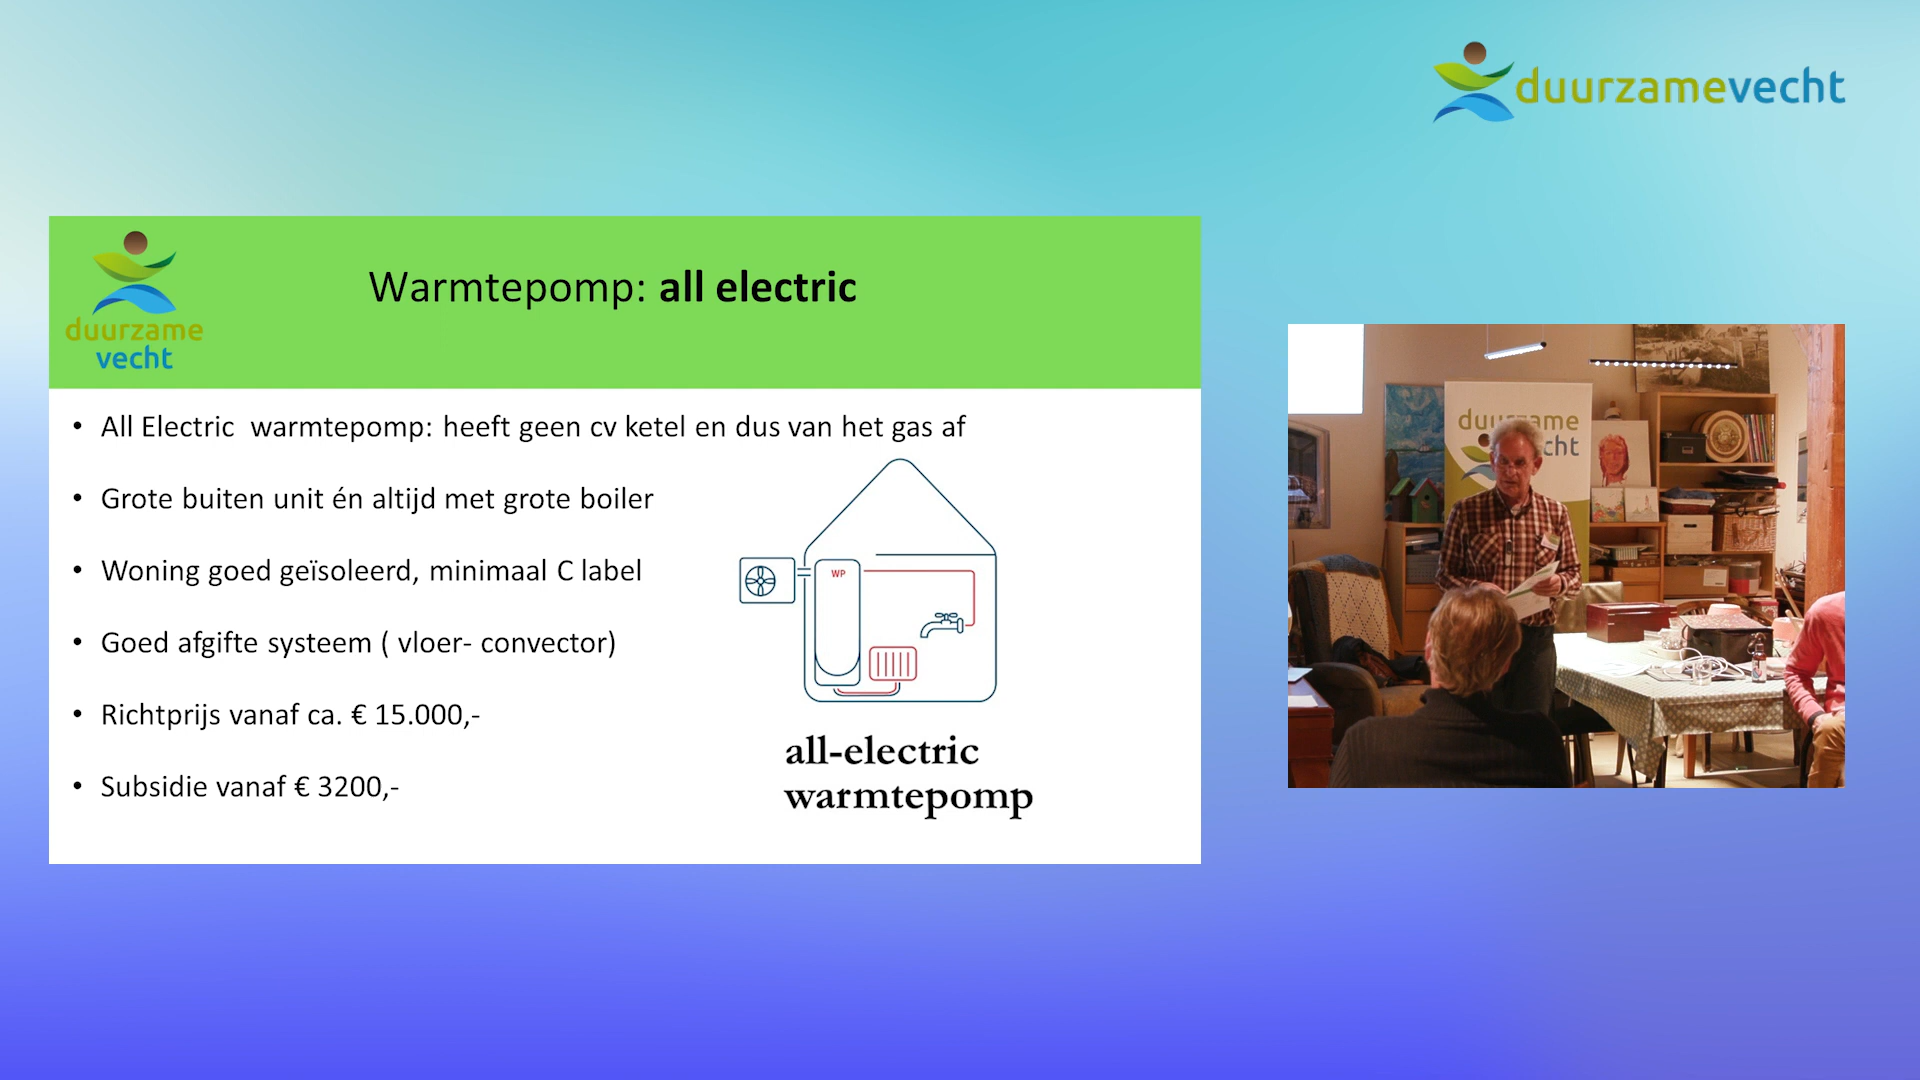 duurzamevecht
duurzame
vecht
Warmtepomp: all electric
• All Electric warmtepomp: heeft geen cv ketel en dus van het gas af
• Grote buiten unit én altijd met grote boiler
• Woning goed geïsoleerd, minimaal C label
• Goed afgifte systeem ( vloer- convector)
• Richtprijs vanaf ca. € 15.000,-
• Subsidie vanaf € 3200,-
WP
all-electric
warmtepomp